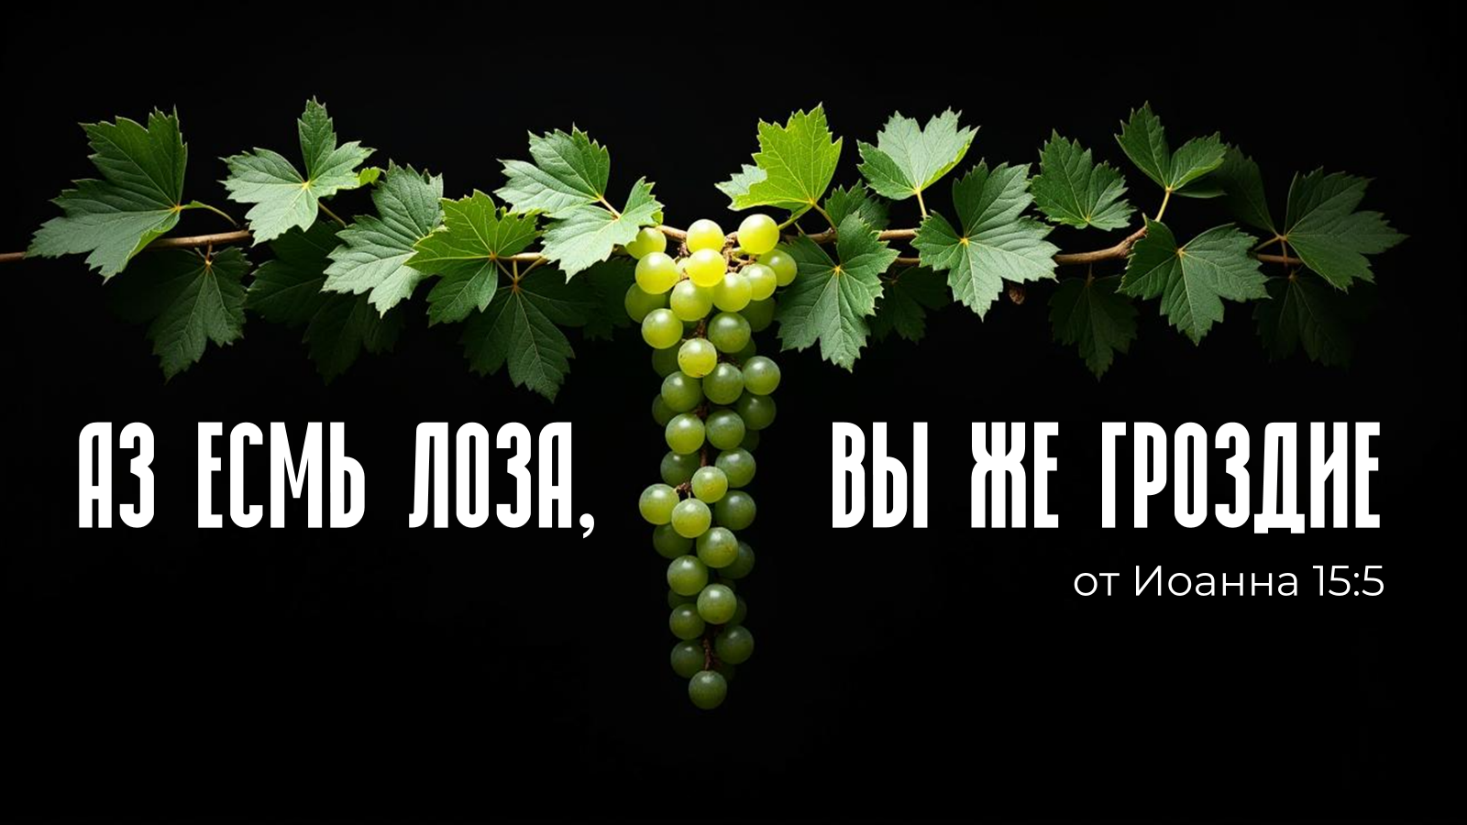 АЗ ЕСМЬ ЛОЗА, ВЫ ЖЕ ГРОЗДИЕ
от Иоанна 15:5